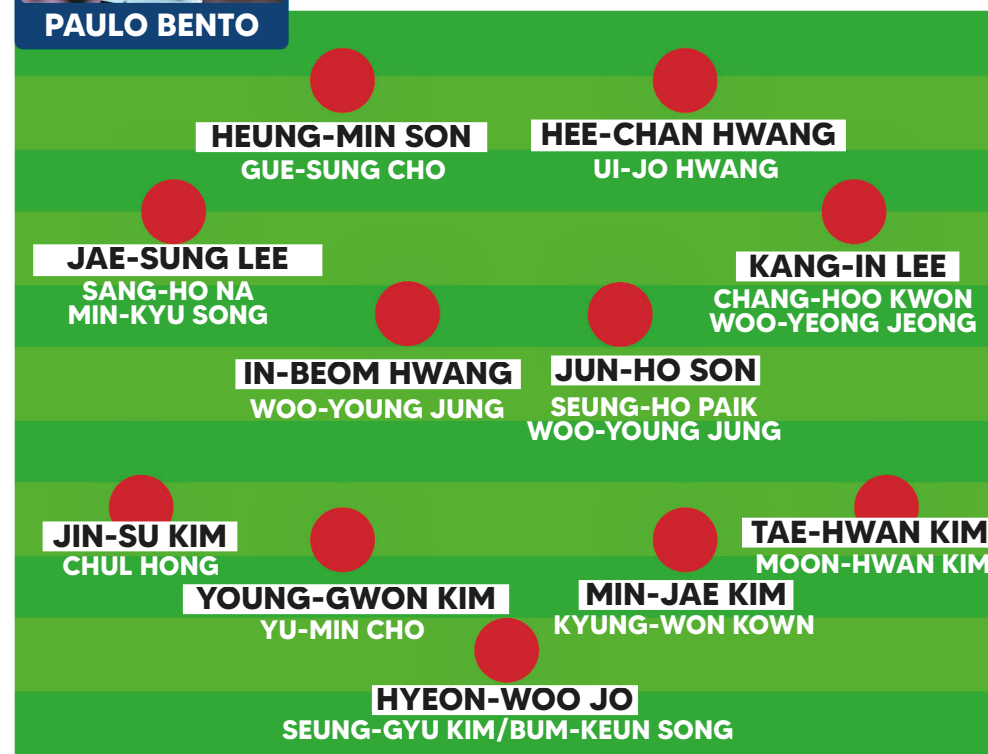 PAULO BENTO
HEUNG-MIN SON
GUE-SUNG CHO
HEE-CHAN HWANG
UI-JO HWANG
JAE-SUNG LEE
SANG-HO NA
MIN-KYU SONG
KANG-IN LEE
CHANG-HOO KWON
WOO-YEONG JEONG
IN-BEOM HWANG
WOO-YOUNG JUNG
JUN-HO SON
SEUNG-HO PAIK
WOO-YOUNG JUNG
JIN-SU KIM
CHUL HONG
YOUNG-GWON KIM
YU-MIN CHO
MIN-JAE KIM
KYUNG-WON KOWN
TAE-HWAN KIM
MOON-HWAN KIM
HYEON-WOO JO
SEUNG-GYU KIM/BUM-KEUN SONG